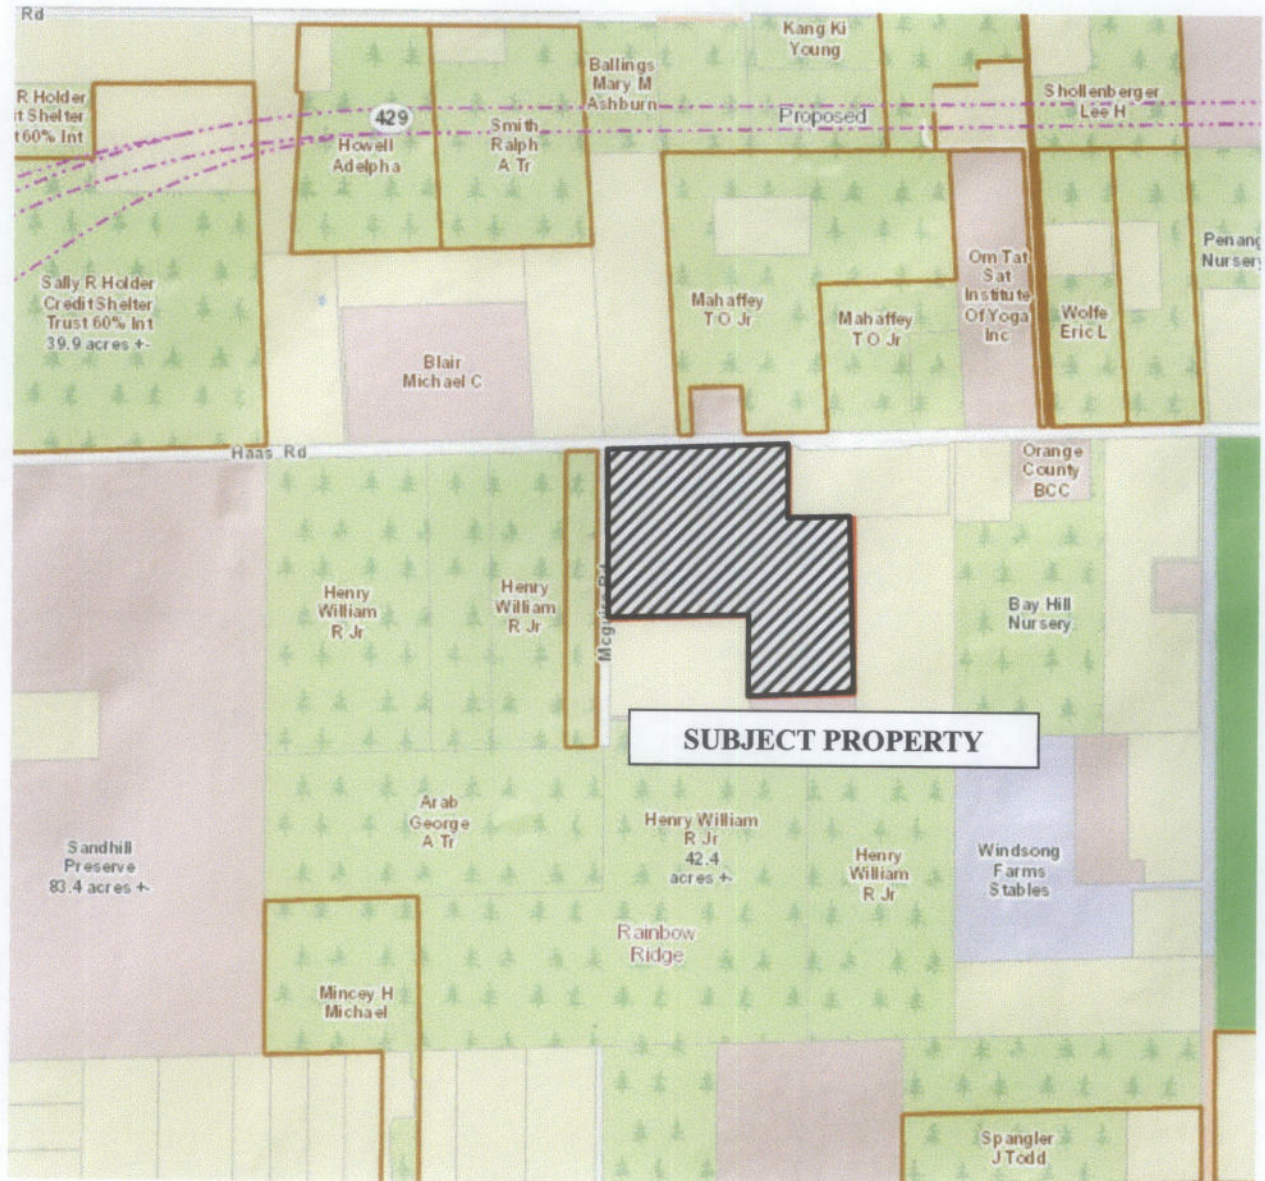 Rd
R Holder
it Shelter
t 60% Int
429
Howell
Adelpha
Smith
Ralph
A Tr
Ballings
Mary M
Ashburn
Kang Ki
Young
Proposed
Shollenberger
Lee H
Sally R Holder
Credit Shelter
Trust 60% Int
39.9 acres +-
Blair
Michael C
Mahaffey
T O Jr
Mahaffey
T O Jr
Om Tat
Sat
Institute
Of Yoga
Inc
Wolfe
Eric L
Penang
Nursery
Haas Rd
Orange
County
BCC
Henry
William
R Jr
Henry
William
R Jr
Mcguire Rd
Bay Hill
Nursery
SUBJECT PROPERTY
Sandhill
Preserve
83.4 acres +-
Arab
George
A Tr
Henry William
R Jr
42.4
acres +-
Henry
William
R Jr
Windsong
Farms
Stables
Rainbow
Ridge
Mincey H
Michael
Spangler
J Todd